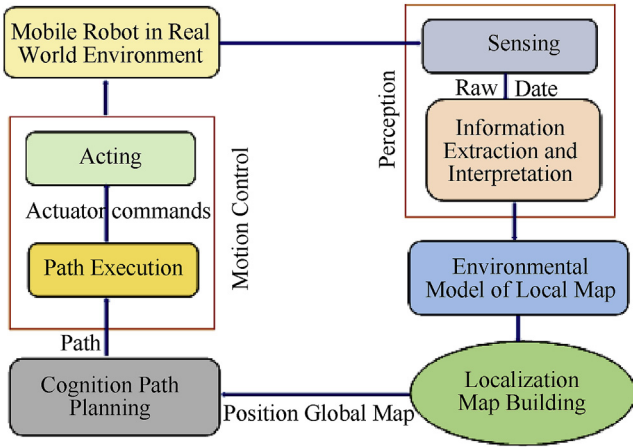 Mobile Robot in Real
World Environment
Sensing
Raw Date
Perception
Information
Extraction and
Interpretation
Acting
Actuator commands
Motion Control
Path Execution
Environmental
Model of Local Map
Path
Cognition Path
Planning
Position Global Map
Localization
Map Building